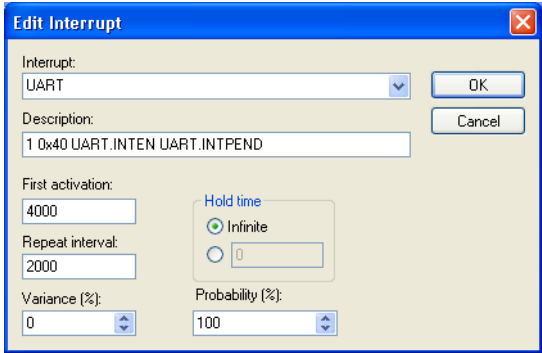 Edit Interrupt
Interrupt:
UART
OK
Description:
Cancel
1 0x40 UART.INTEN UART.INTPEND
First activation:
4000
Hold time
Infinite
Repeat interval:
0
2000
Variance (%):
Probability (%):
0
100